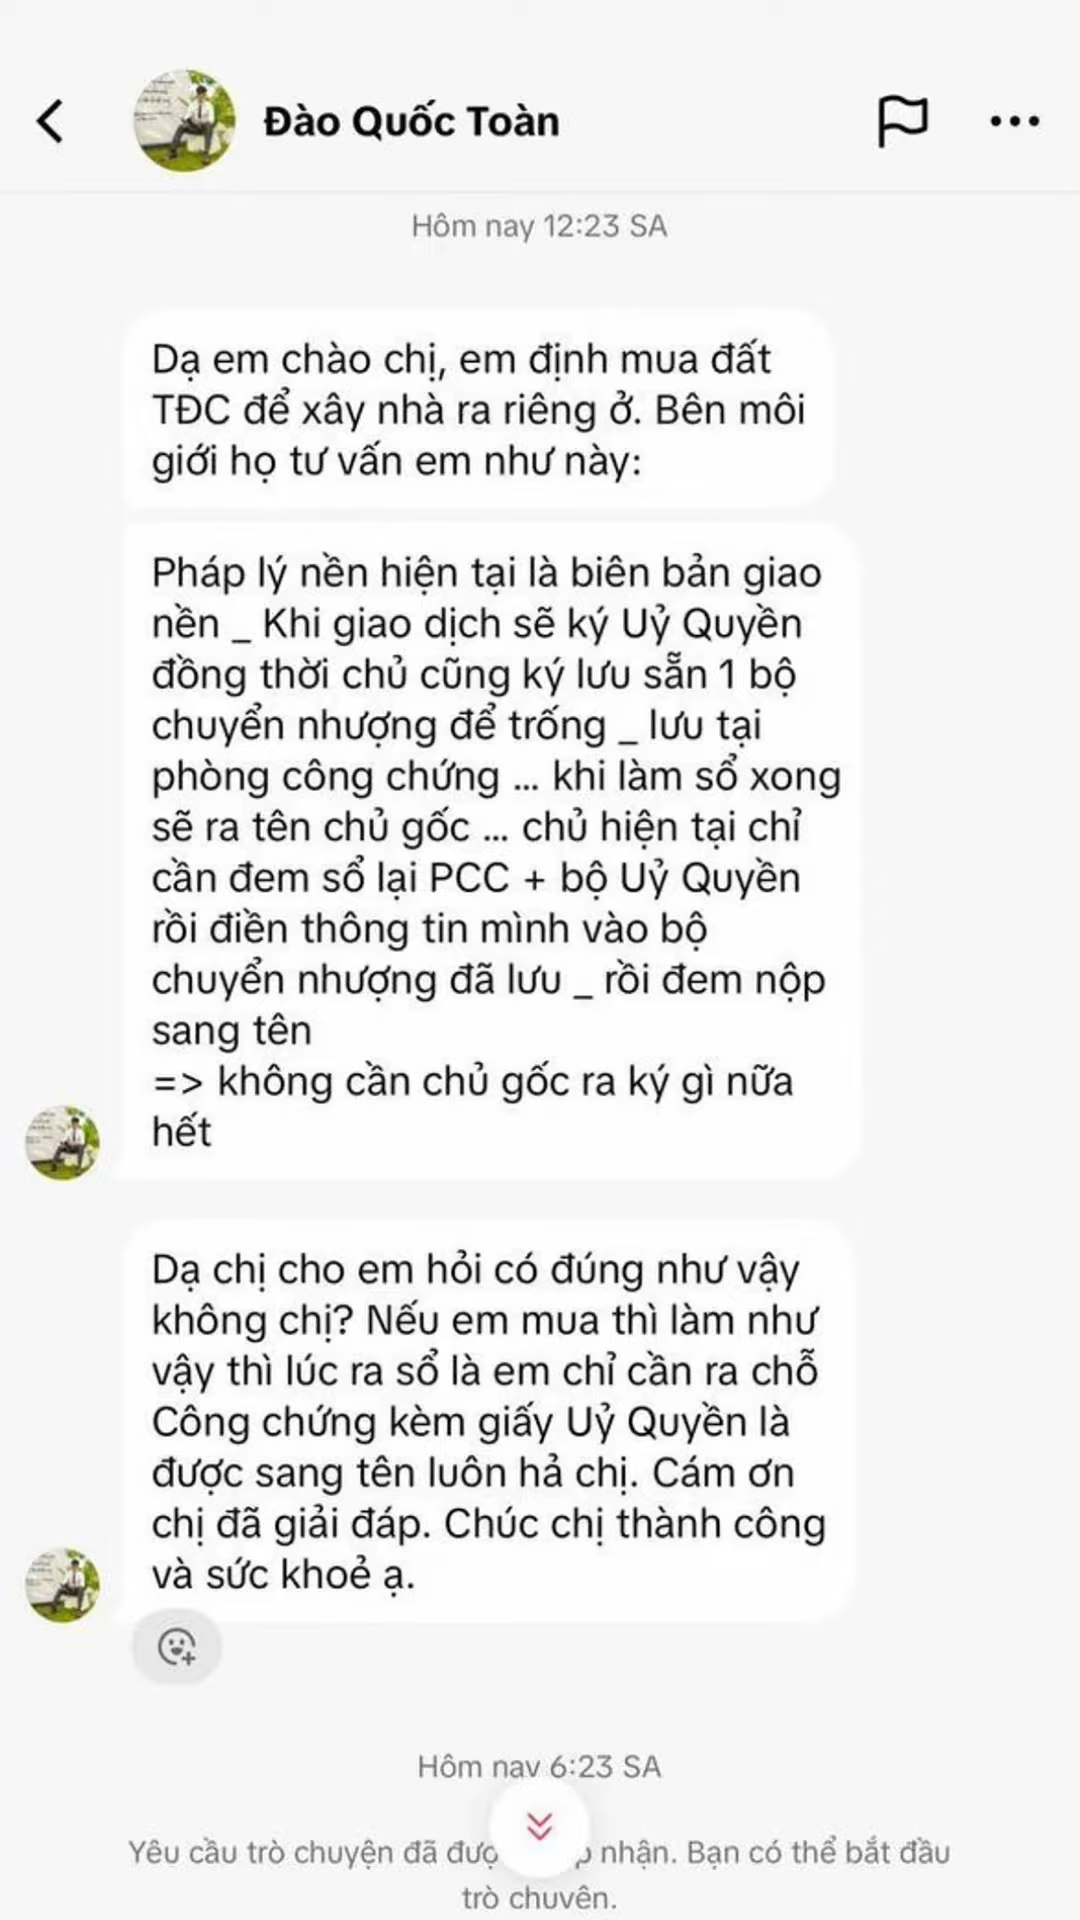 Đào Quốc Toàn
Hôm nay 12:23 SA
Dạ em chào chị, em định mua đất
TĐC để xây nhà ra riêng ở. Bên môi
giới họ tư vấn em như này:
Pháp lý nền hiện tại là biên bản giao
nền _ Khi giao dịch sẽ ký Uỷ Quyền
đồng thời chủ cũng ký lưu sẵn 1 bộ
chuyển nhượng để trống _ lưu tại
phòng công chứng ... khi làm sổ xong
sẽ ra tên chủ gốc ... chủ hiện tại chỉ
cần đem sổ lại PCC + bộ Uỷ Quyền
rồi điền thông tin mình vào bộ
chuyển nhượng đã lưu _ rồi đem nộp
sang tên
=> không cần chủ gốc ra ký gì nữa
hết
Dạ chị cho em hỏi có đúng như vậy
không chị? Nếu em mua thì làm như
vậy thì lúc ra sổ là em chỉ cần ra chỗ
Công chứng kèm giấy Uỷ Quyền là
được sang tên luôn hả chị. Cám ơn
chị đã giải đáp. Chúc chị thành công
và sức khoẻ ạ.
Hôm nay 6:23 SA
Yêu cầu trò chuyện đã nhận. Bạn có thể bắt đầu
trò chuyện.